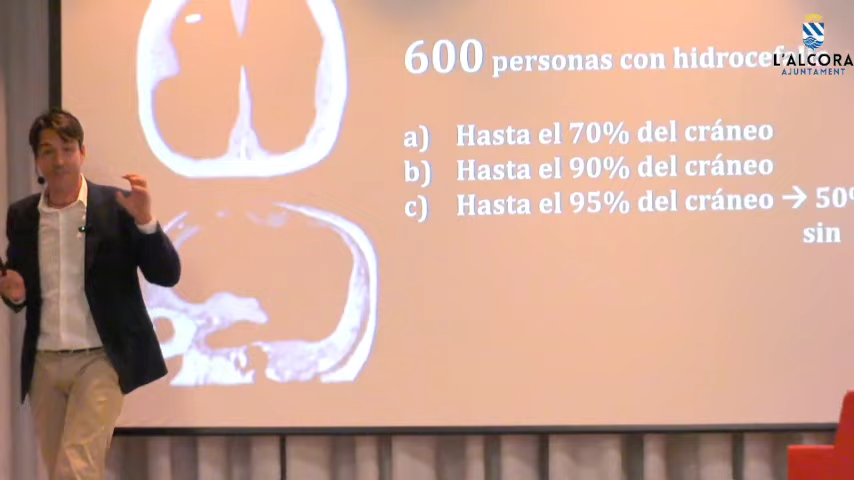 600 personas con hidrocef
L'ALCORA
AJUNTAMENT
a) Hasta el 70% del cráneo
b) Hasta el 90% del cráneo
c) Hasta el 95% del cráneo → 50
sin